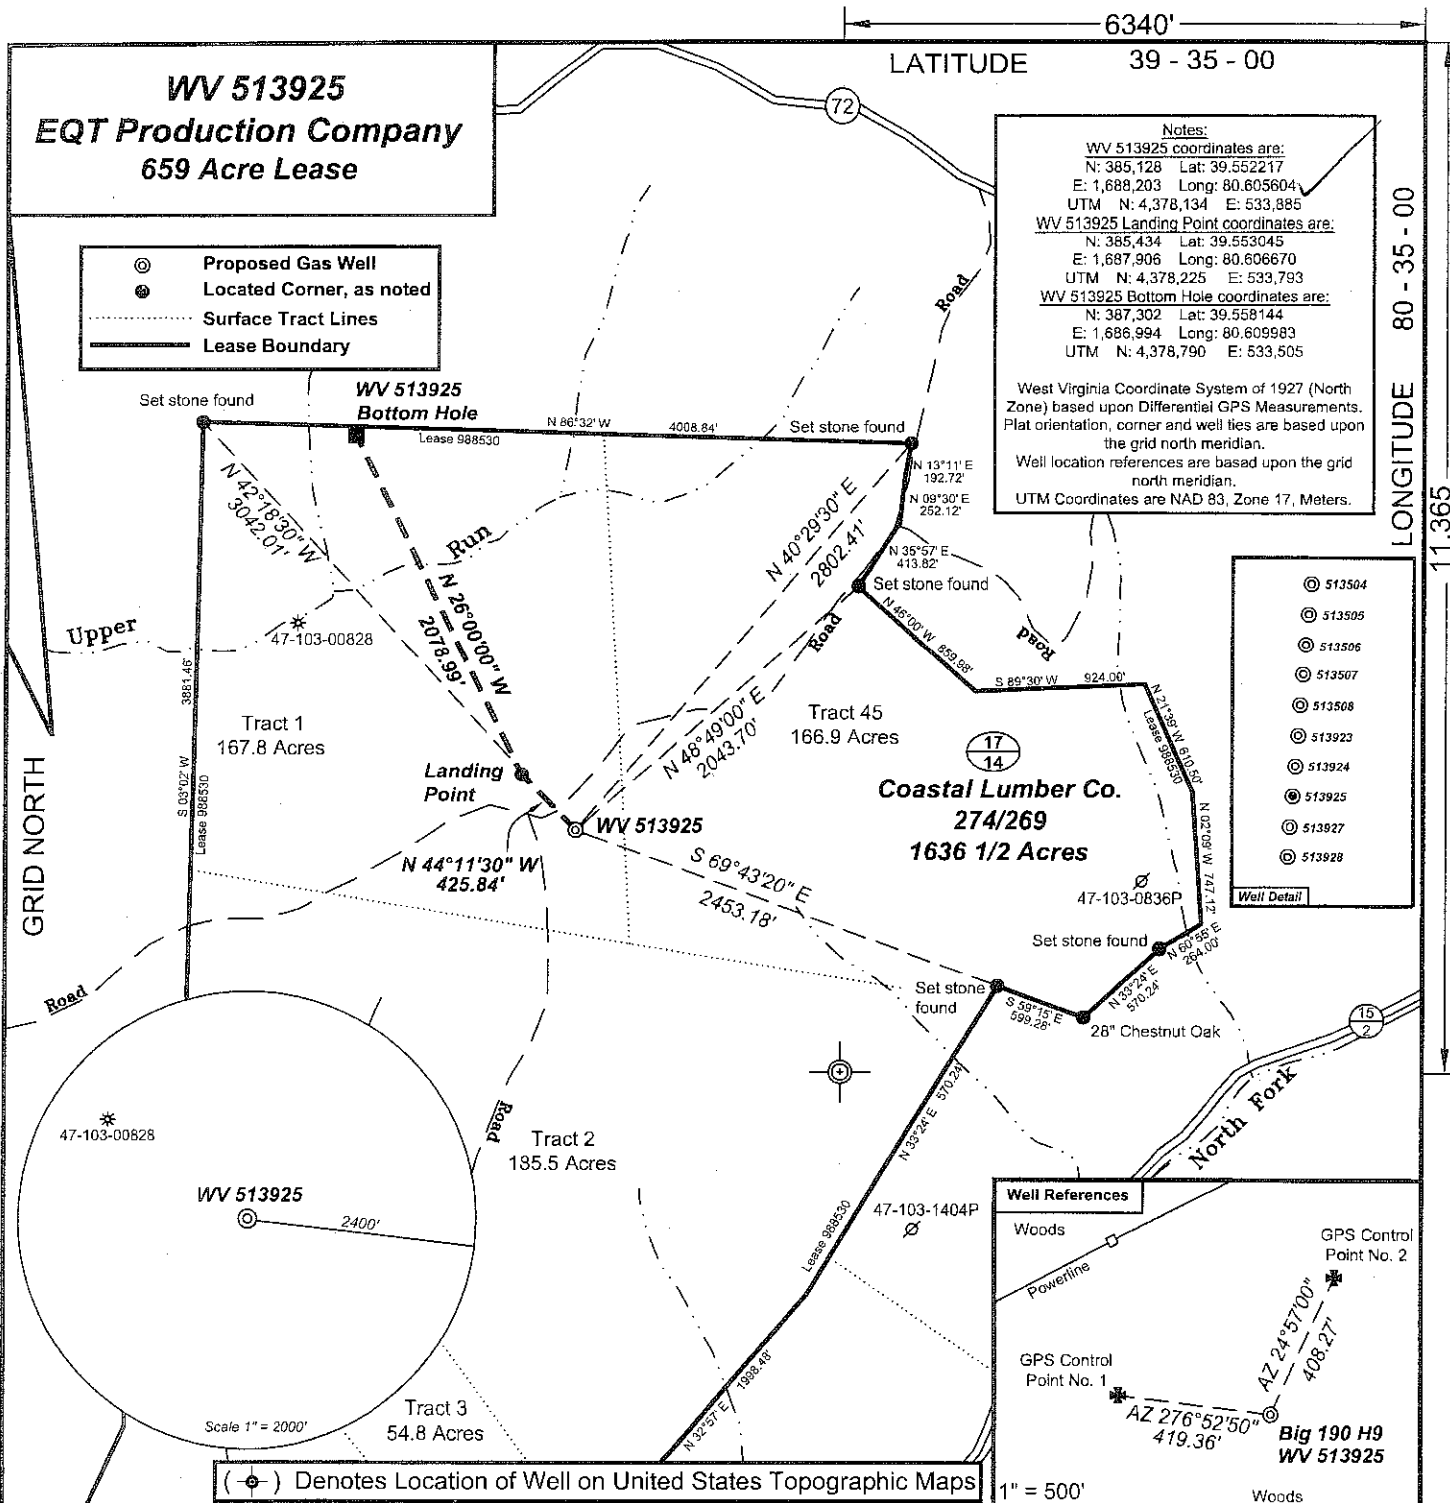 6340'
LATITUDE 39 - 35 - 00
WV 513925
EQT Production Company
659 Acre Lease
72
Notes:
WV 513925 coordinates are:
N: 385,128 Lat: 39.552217
E: 1,688,203 Long: 80.605604
UTM N: 4,378,134 E: 533,885
WV 513925 Landing Point coordinates are:
N: 385,434 Lat: 39.553045
E: 1,687,906 Long: 80.606670
UTM N: 4,378,225 E: 533,793
WV 513925 Bottom Hole coordinates are:
N: 387,302 Lat: 39.558144
E: 1,686,994 Long: 80.609983
UTM N: 4,378,790 E: 533,505
West Virginia Coordinate System of 1927 (North
Zone) based upon Differential GPS Measurements.
Plat orientation, corner and well ties are based upon
the grid north meridian.
Well location references are based upon the grid
north meridian.
UTM Coordinates are NAD 83, Zone 17, Meters.
LONGITUDE 80 - 35 - 00
11,365
Proposed Gas Well
Located Corner, as noted
Surface Tract Lines
Lease Boundary
Road
Set stone found
WV 513925
Bottom Hole
N 86°32' W 4008.84'
Lease 988530
Set stone found
N 13°11' E
192.72'
N 09°30' E
252.12'
N 35°57' E
413.82'
Set stone found
N 42°18'30" W
3042.01'
N 40°29'30" E
2802.41'
Run
Upper
47-103-00828
N 26°00'00" W
2078.99'
Road
Road
N 46°00' W 859.98'
S 89°30' W 924.00'
N 21°39' W 610.50'
Lease 988530
3881.46'
S 03°02' W
Lease 988530
Tract 1
167.8 Acres
Tract 45
166.9 Acres
N 48°49'00" E
2043.70'
17
14
Coastal Lumber Co.
274/269
1636 1/2 Acres
Landing
Point
WV 513925
N 44°11'30" W
425.84'
S 69°43'20" E
2453.18'
N 02°09' W 747.12'
47-103-0836P
Set stone found
N 60°55' E
264.00'
N 33°24' E
570.24'
Set stone
found
S 59°15' E
599.28'
28" Chestnut Oak
513504
513505
513506
513507
513508
513923
513924
513925
513927
513928
Well Detail
GRID NORTH
Road
15
2
North Fork
47-103-00828
WV 513925
2400'
Scale 1" = 2000'
Road
Tract 2
185.5 Acres
N 33°24' E 570.24'
Lease 988530
47-103-1404P
Tract 3
54.8 Acres
N 32°57' E 1998.48'
Well References
Woods
Powerline
GPS Control
Point No. 2
GPS Control
Point No. 1
AZ 24°57'00"
408.27'
AZ 276°52'50"
419.36'
Big 190 H9
WV 513925
( ) Denotes Location of Well on United States Topographic Maps
1" = 500'
Woods